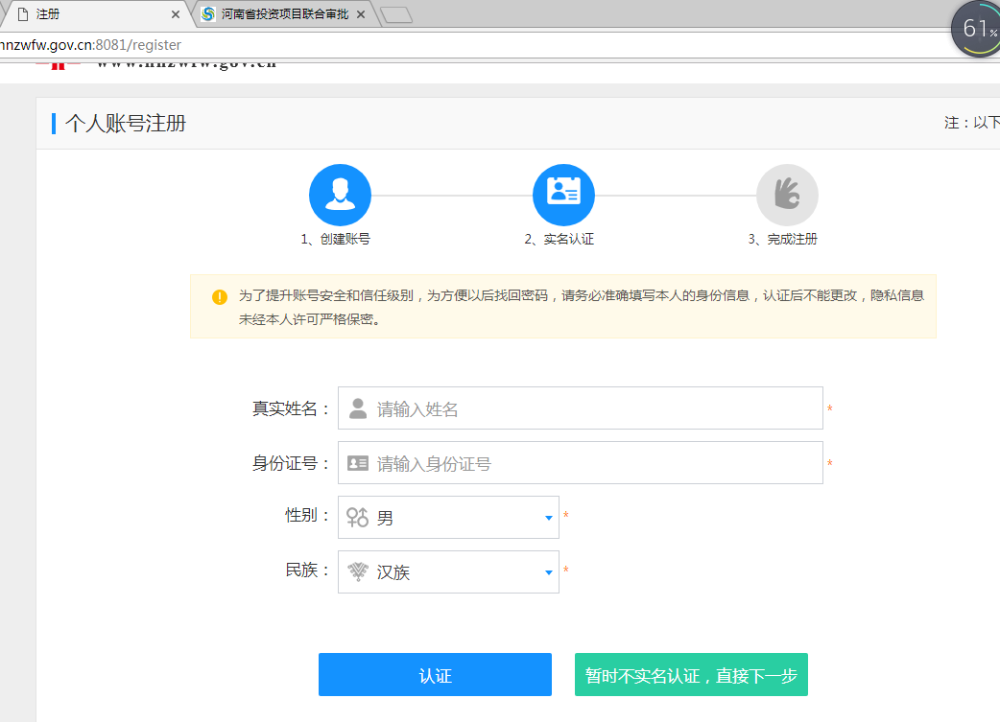 注册
河南省投资项目联合审批
hnzwfw.gov.cn:8081/register
61%
www.hnzwfw.gov.cn
个人账号注册
注：以下
1、创建账号
2、实名认证
3、完成注册
为了提升账号安全和信任级别，为方便以后找回密码，请务必准确填写本人的身份信息，认证后不能更改，隐私信息
未经本人许可严格保密。
真实姓名：
请输入姓名
*
身份证号：
请输入身份证号
*
性别：
男
*
民族：
汉族
*
认证
暂时不实名认证，直接下一步